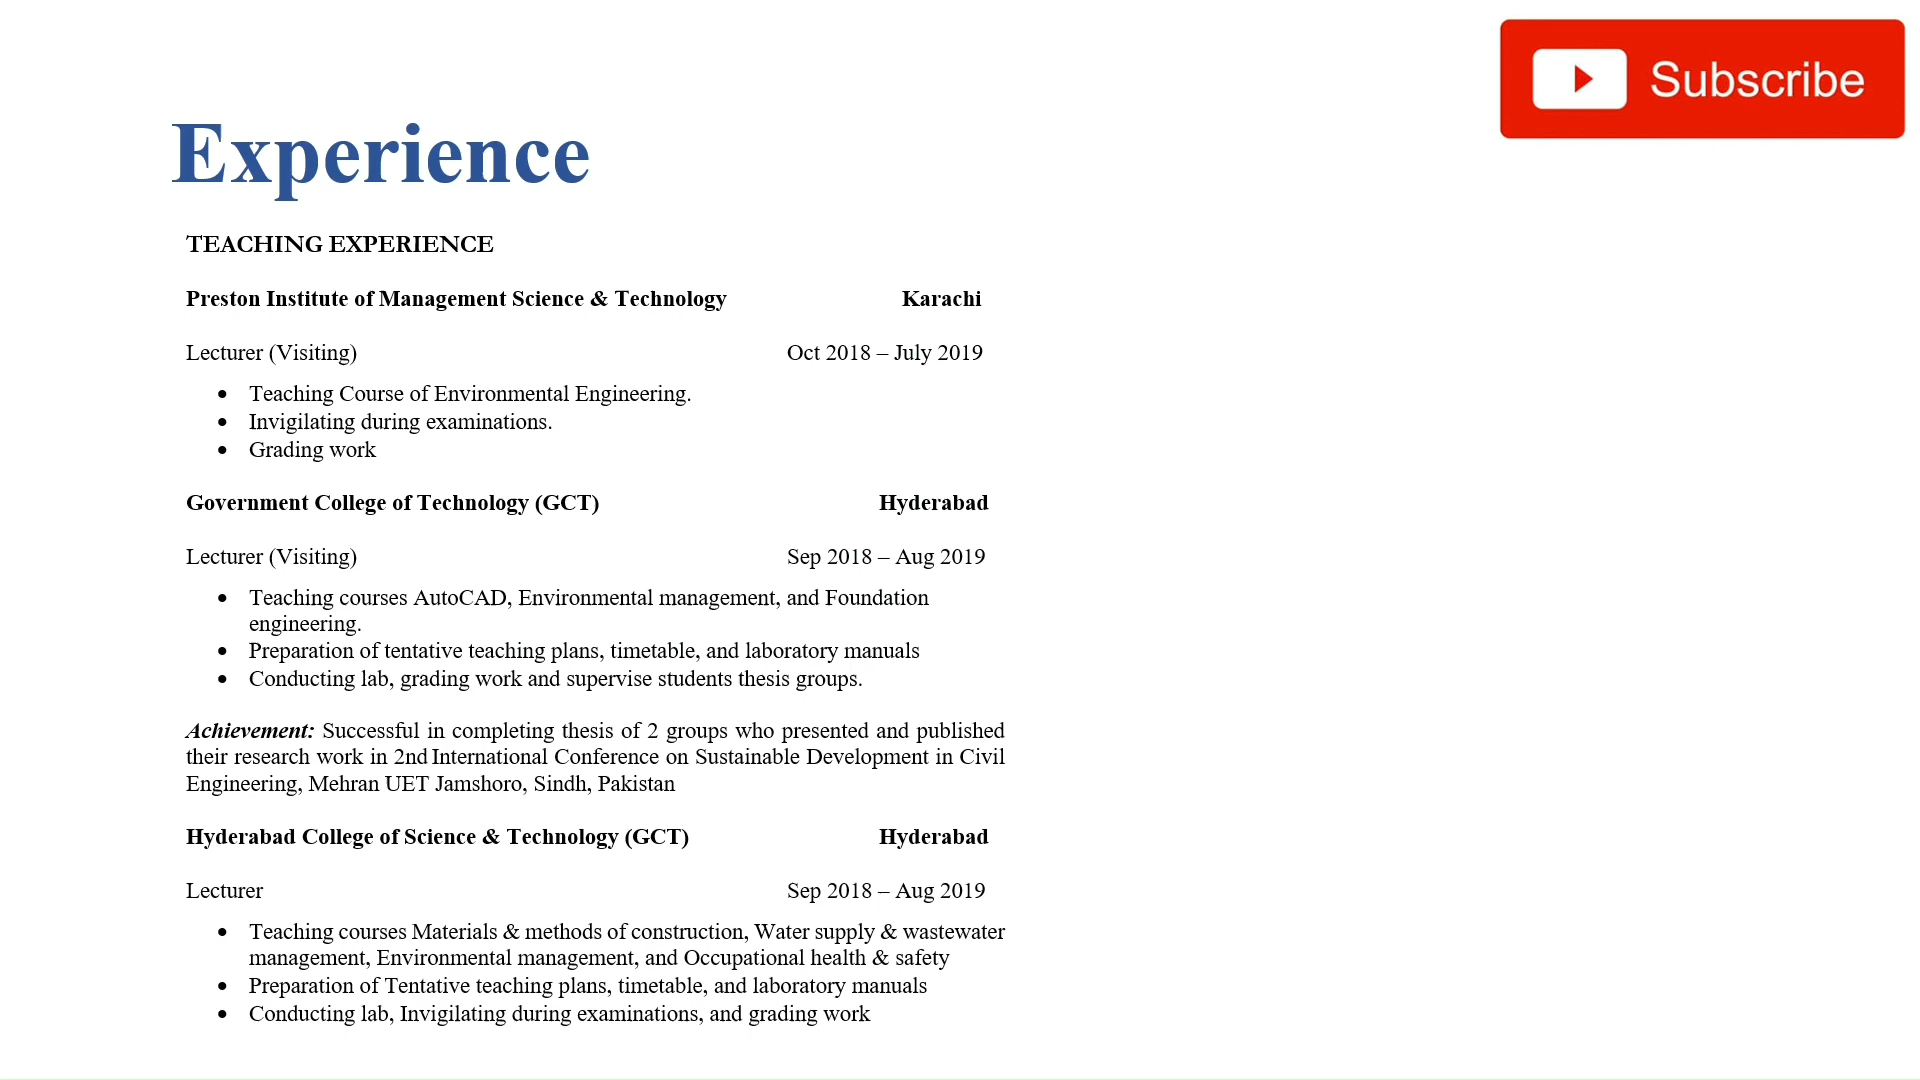 Subscribe
Experience
TEACHING EXPERIENCE
Preston Institute of Management Science & Technology Karachi
Lecturer (Visiting) Oct 2018 – July 2019
• Teaching Course of Environmental Engineering.
• Invigilating during examinations.
• Grading work
Government College of Technology (GCT) Hyderabad
Lecturer (Visiting) Sep 2018 – Aug 2019
• Teaching courses AutoCAD, Environmental management, and Foundation
engineering.
• Preparation of tentative teaching plans, timetable, and laboratory manuals
• Conducting lab, grading work and supervise students thesis groups.
Achievement: Successful in completing thesis of 2 groups who presented and published
their research work in 2nd International Conference on Sustainable Development in Civil
Engineering, Mehran UET Jamshoro, Sindh, Pakistan
Hyderabad College of Science & Technology (GCT) Hyderabad
Lecturer Sep 2018 – Aug 2019
• Teaching courses Materials & methods of construction, Water supply & wastewater
management, Environmental management, and Occupational health & safety
• Preparation of Tentative teaching plans, timetable, and laboratory manuals
• Conducting lab, Invigilating during examinations, and grading work